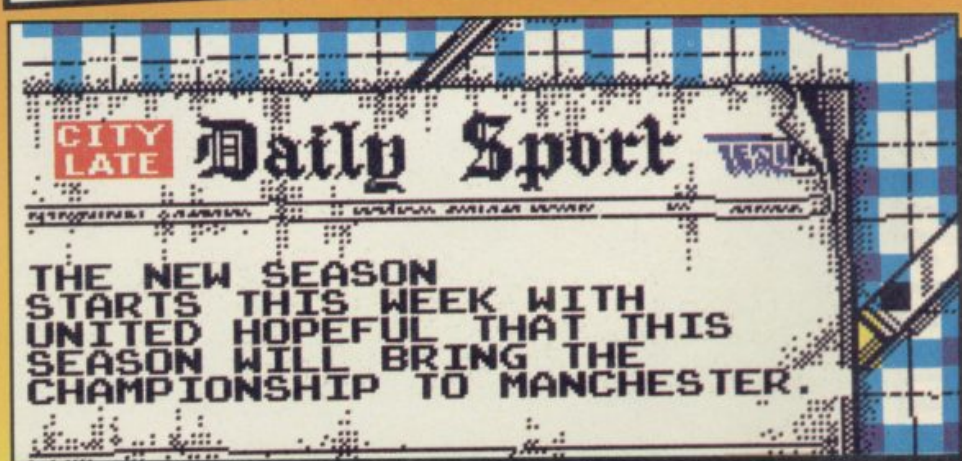 CITY
LATE
Daily Sport
THE NEW SEASON
STARTS THIS WEEK WITH
UNITED HOPEFUL THAT THIS
SEASON WILL BRING THE
CHAMPIONSHIP TO MANCHESTER.